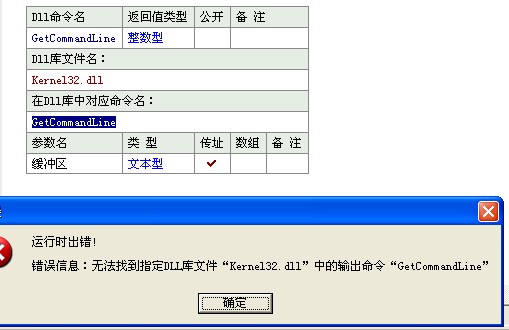 Dll命令名 返回值类型 公开 备 注
GetCommandLine 整数型
Dll库文件名：
Kernel32.dll
在Dll库中对应命令名：
GetCommandLine
参数名 类 型 传址 数组 备 注
缓冲区 文本型 ✓
运行时出错!
错误信息：无法找到指定DLL库文件“Kernel32.dll”中的输出命令“GetCommandLine”
确定